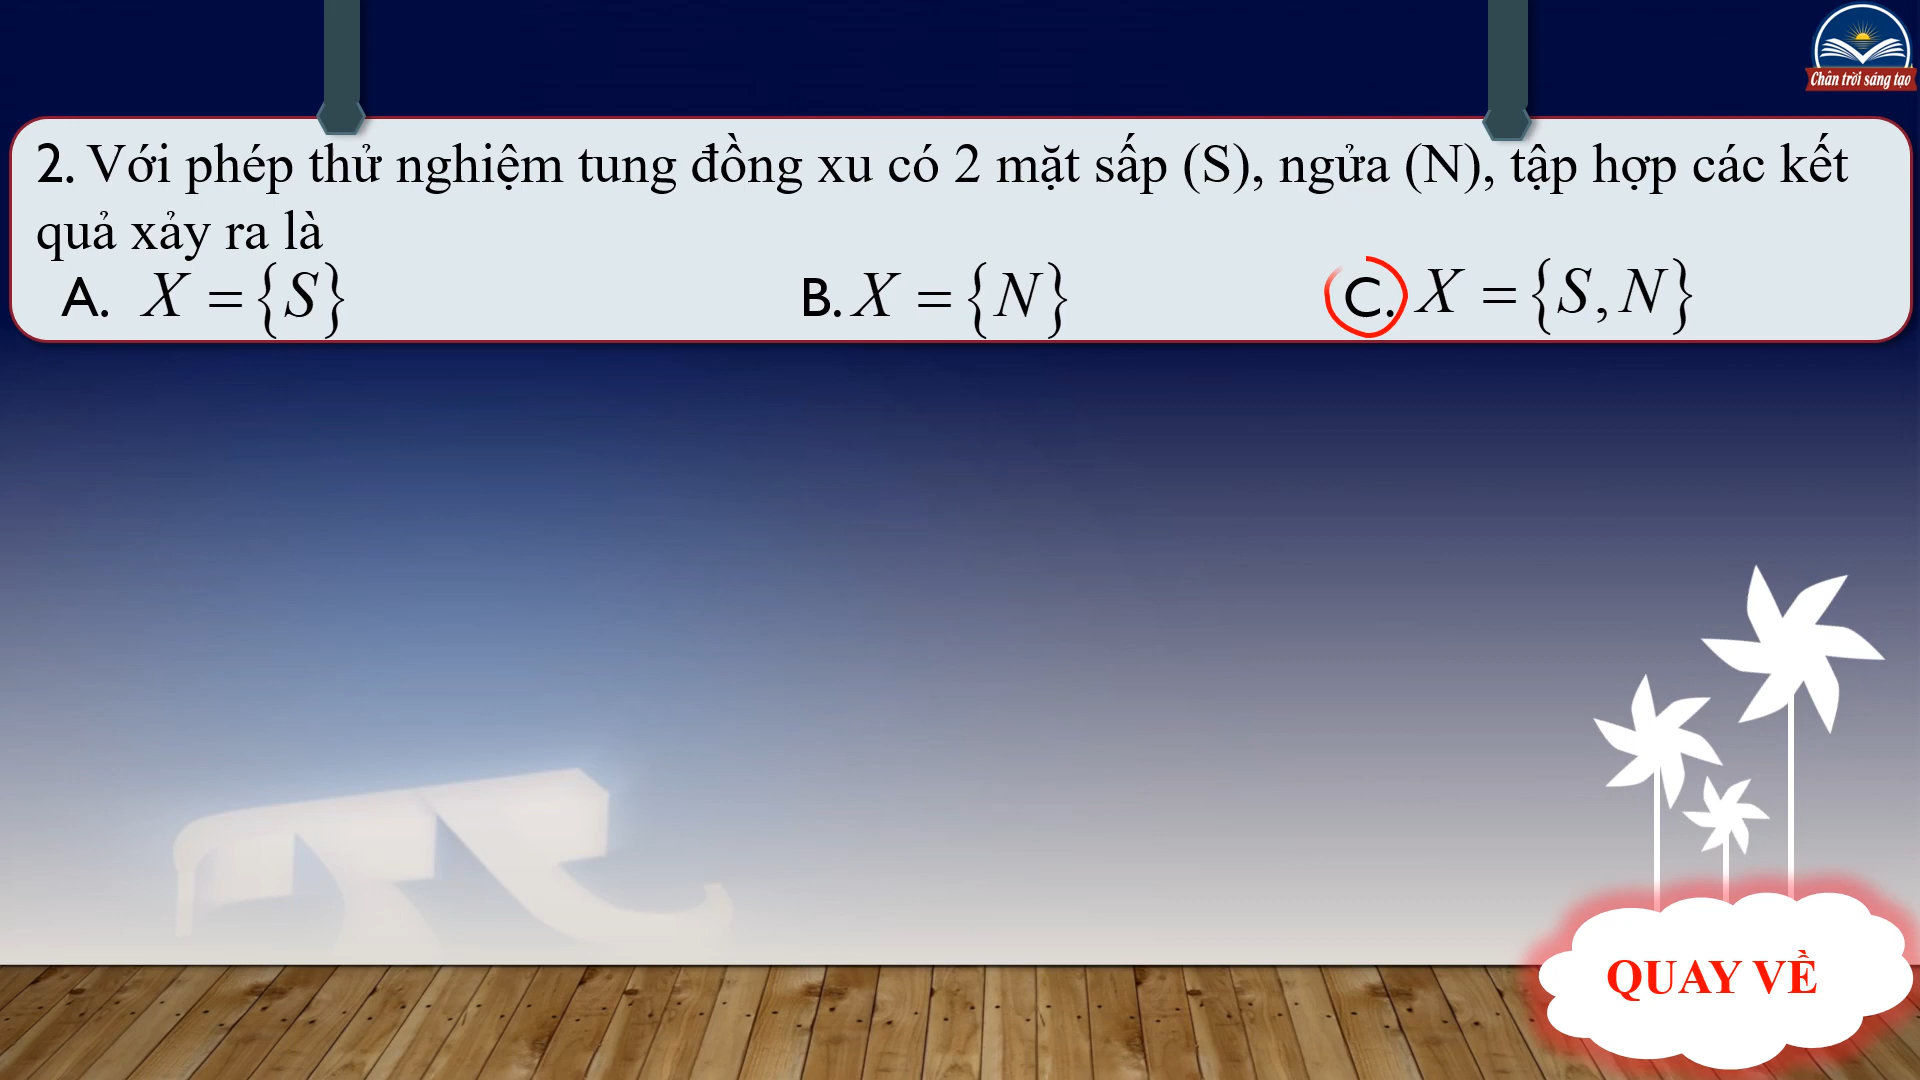 Chân trời sáng tạo
2. Với phép thử nghiệm tung đồng xu có 2 mặt sấp (S), ngửa (N), tập hợp các kết
quả xảy ra là
A. X = {S} B. X = {N} C. X = {S, N}
QUAY VỀ